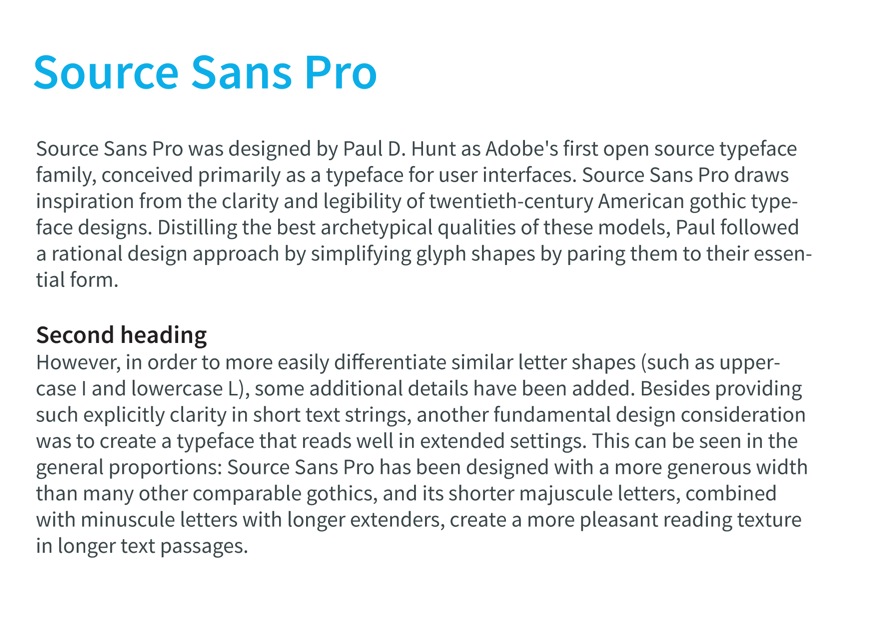 Source Sans Pro
Source Sans Pro was designed by Paul D. Hunt as Adobe's first open source typeface
family, conceived primarily as a typeface for user interfaces. Source Sans Pro draws
inspiration from the clarity and legibility of twentieth-century American gothic type-
face designs. Distilling the best archetypical qualities of these models, Paul followed
a rational design approach by simplifying glyph shapes by paring them to their essen-
tial form.
Second heading
However, in order to more easily differentiate similar letter shapes (such as upper-
case I and lowercase L), some additional details have been added. Besides providing
such explicitly clarity in short text strings, another fundamental design consideration
was to create a typeface that reads well in extended settings. This can be seen in the
general proportions: Source Sans Pro has been designed with a more generous width
than many other comparable gothics, and its shorter majuscule letters, combined
with minuscule letters with longer extenders, create a more pleasant reading texture
in longer text passages.